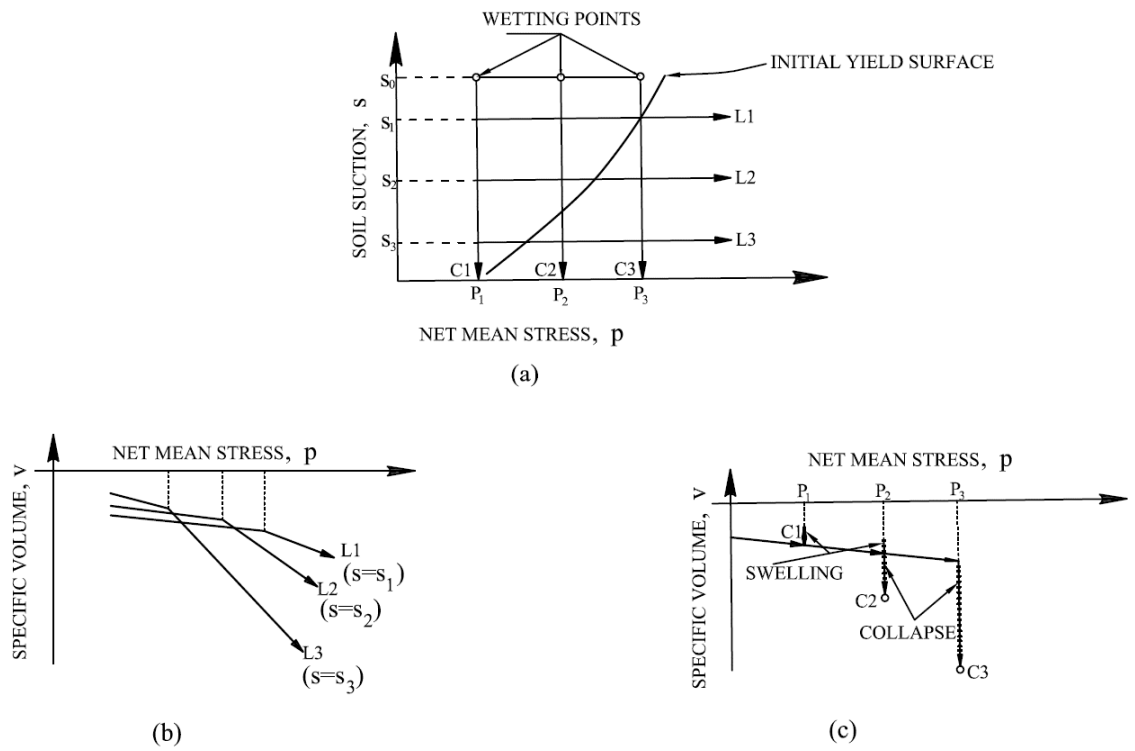 WETTING POINTS
INITIAL YIELD SURFACE
SOIL SUCTION, s
s₀
s₁
L1
s₂
L2
s₃
L3
C1
C2
C3
P₁
P₂
P₃
NET MEAN STRESS, p
(a)
NET MEAN STRESS, p
SPECIFIC VOLUME, v
L1
(s=s₁)
L2
(s=s₂)
L3
(s=s₃)
(b)
NET MEAN STRESS, p
SPECIFIC VOLUME, v
P₁
P₂
P₃
C1
SWELLING
C2
COLLAPSE
C3
(c)